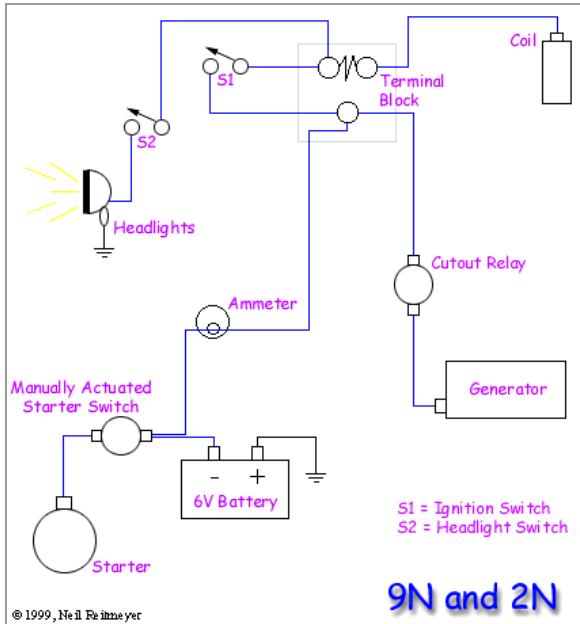 Coil
S1
Terminal
Block
S2
Headlights
Cutout Relay
Ammeter
Manually Actuated
Starter Switch
Generator
- +
6V Battery
S1 = Ignition Switch
S2 = Headlight Switch
Starter
9N and 2N
© 1999, Neil Reitmeyer